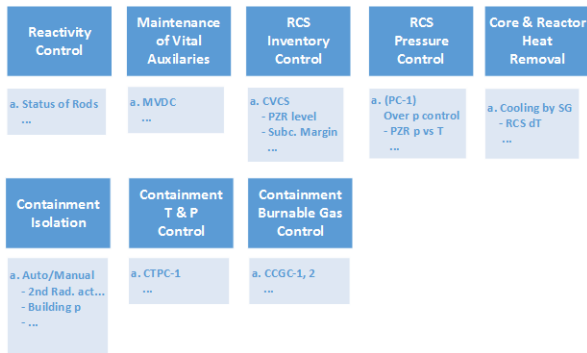 Reactivity
Control
a. Status of Rods
...
Maintenance
of Vital
Auxilaries
a. MVDC
...
RCS
Inventory
Control
a. CVCS
- PZR level
- Subc. Margin
...
RCS
Pressure
Control
a. (PC-1)
Over p control
- PZR p vs T
...
Core & Reactor
Heat
Removal
a. Cooling by SG
- RCS dT
...
Containment
Isolation
a. Auto/Manual
- 2nd Rad. act...
- Building p
- ...
Containment
T & P
Control
a. CTPC-1
...
Containment
Burnable Gas
Control
a. CCGC-1, 2
...